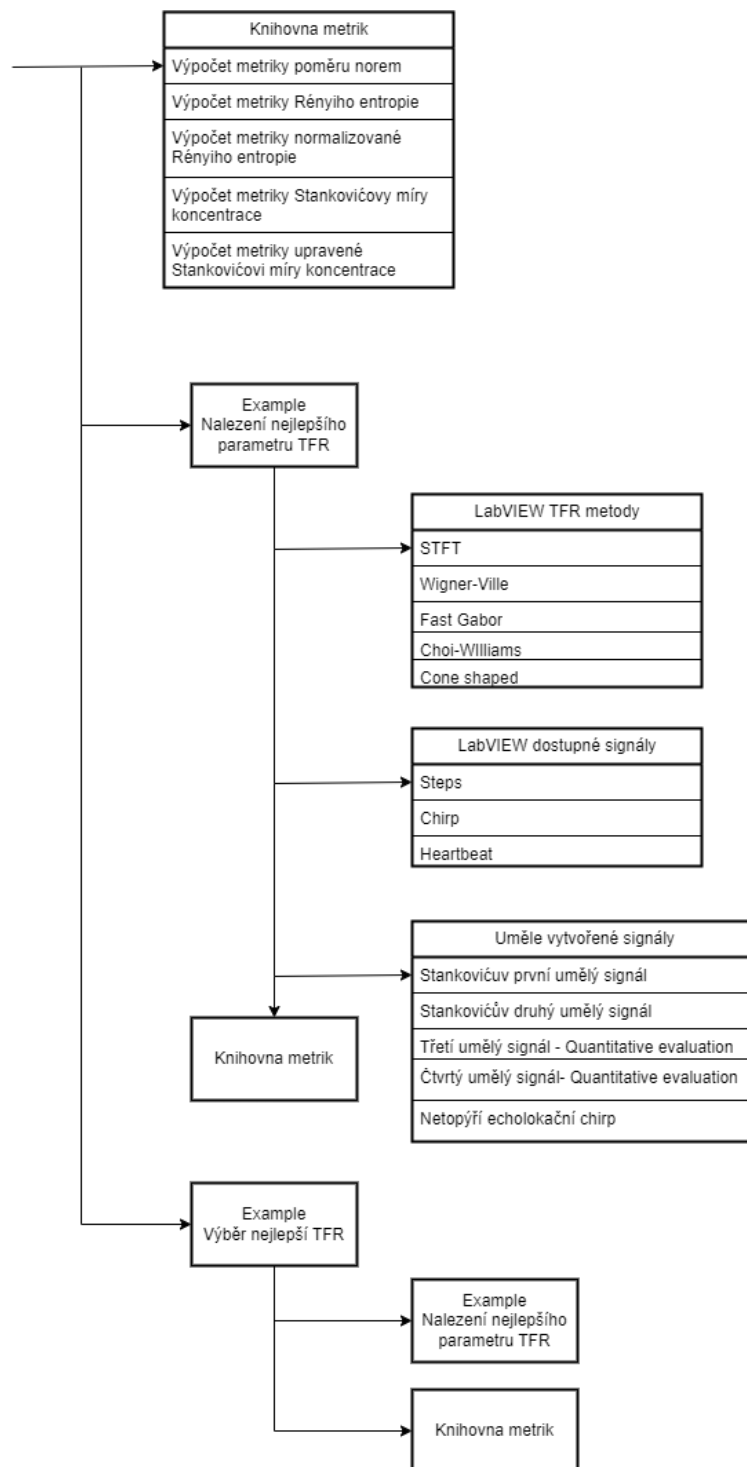 Knihovna metrik
Výpočet metriky poměru norem
Výpočet metriky Rényiho entropie
Výpočet metriky normalizované
Rényiho entropie
Výpočet metriky Stankovićovy míry
koncentrace
Výpočet metriky upravené
Stankovićovi míry koncentrace
Example
Nalezení nejlepšího
parametru TFR
LabVIEW TFR metody
STFT
Wigner-Ville
Fast Gabor
Choi-WIlliams
Cone shaped
LabVIEW dostupné signály
Steps
Chirp
Heartbeat
Uměle vytvořené signály
Stankovićuv první umělý signál
Stankovićův druhý umělý signál
Třetí umělý signál - Quantitative evaluation
Čtvrtý umělý signál- Quantitative evaluation
Netopýří echolokační chirp
Knihovna metrik
Example
Výběr nejlepší TFR
Example
Nalezení nejlepšího
parametru TFR
Knihovna metrik